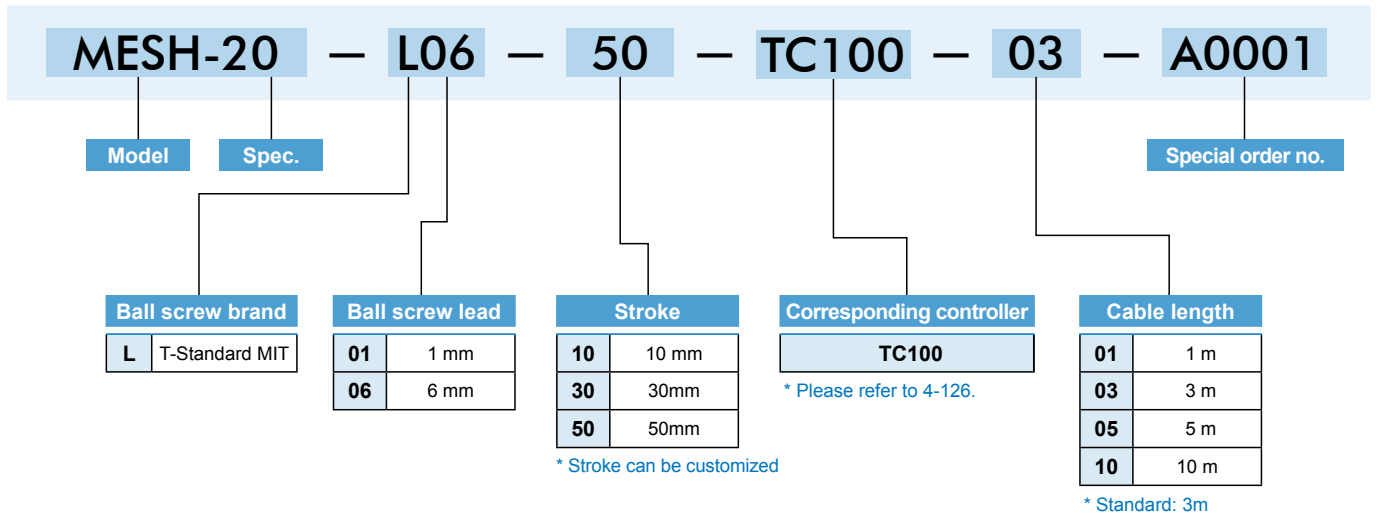 MESH-20 — L06 — 50 — TC100 — 03 — A0001
Model Spec. Special order no.
Ball screw brand
L T-Standard MIT
Ball screw lead
01 1 mm
06 6 mm
Stroke
10 10 mm
30 30mm
50 50mm
* Stroke can be customized
Corresponding controller
TC100
* Please refer to 4-126.
Cable length
01 1 m
03 3 m
05 5 m
10 10 m
* Standard: 3m